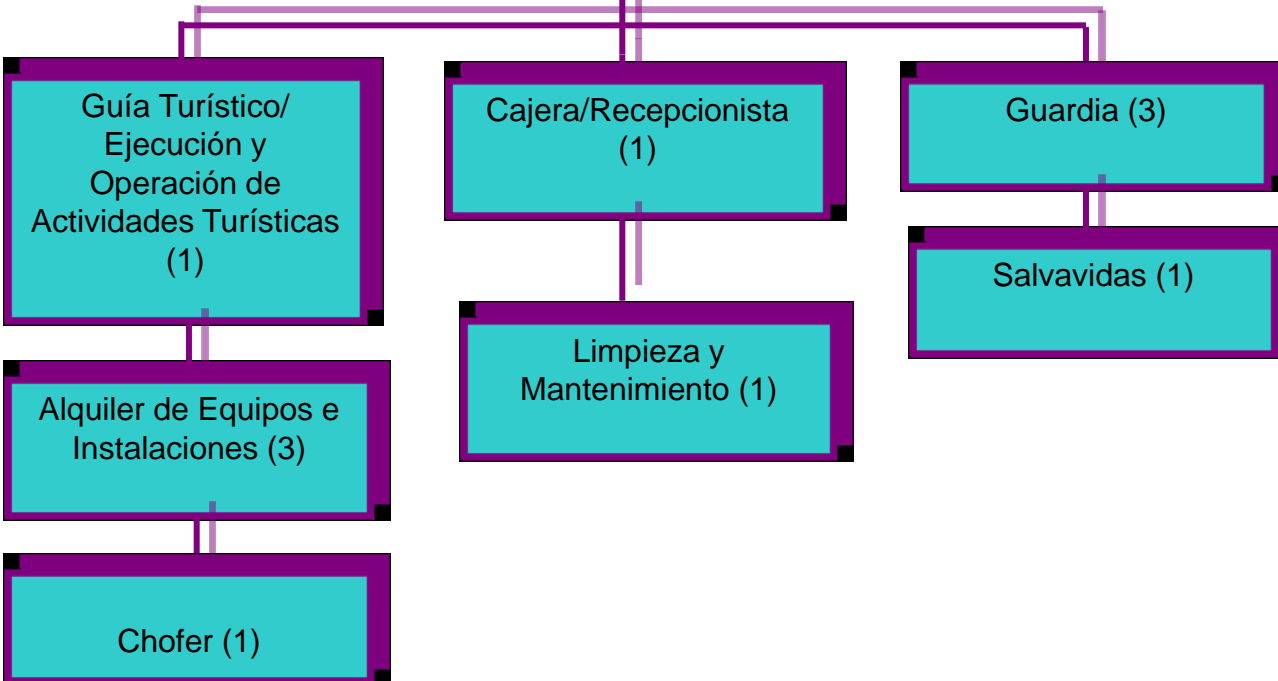 Guía Turístico/
Ejecución y
Operación de
Actividades Turísticas
(1)
Cajera/Recepcionista
(1)
Guardia (3)
Salvavidas (1)
Limpieza y
Mantenimiento (1)
Alquiler de Equipos e
Instalaciones (3)
Chofer (1)